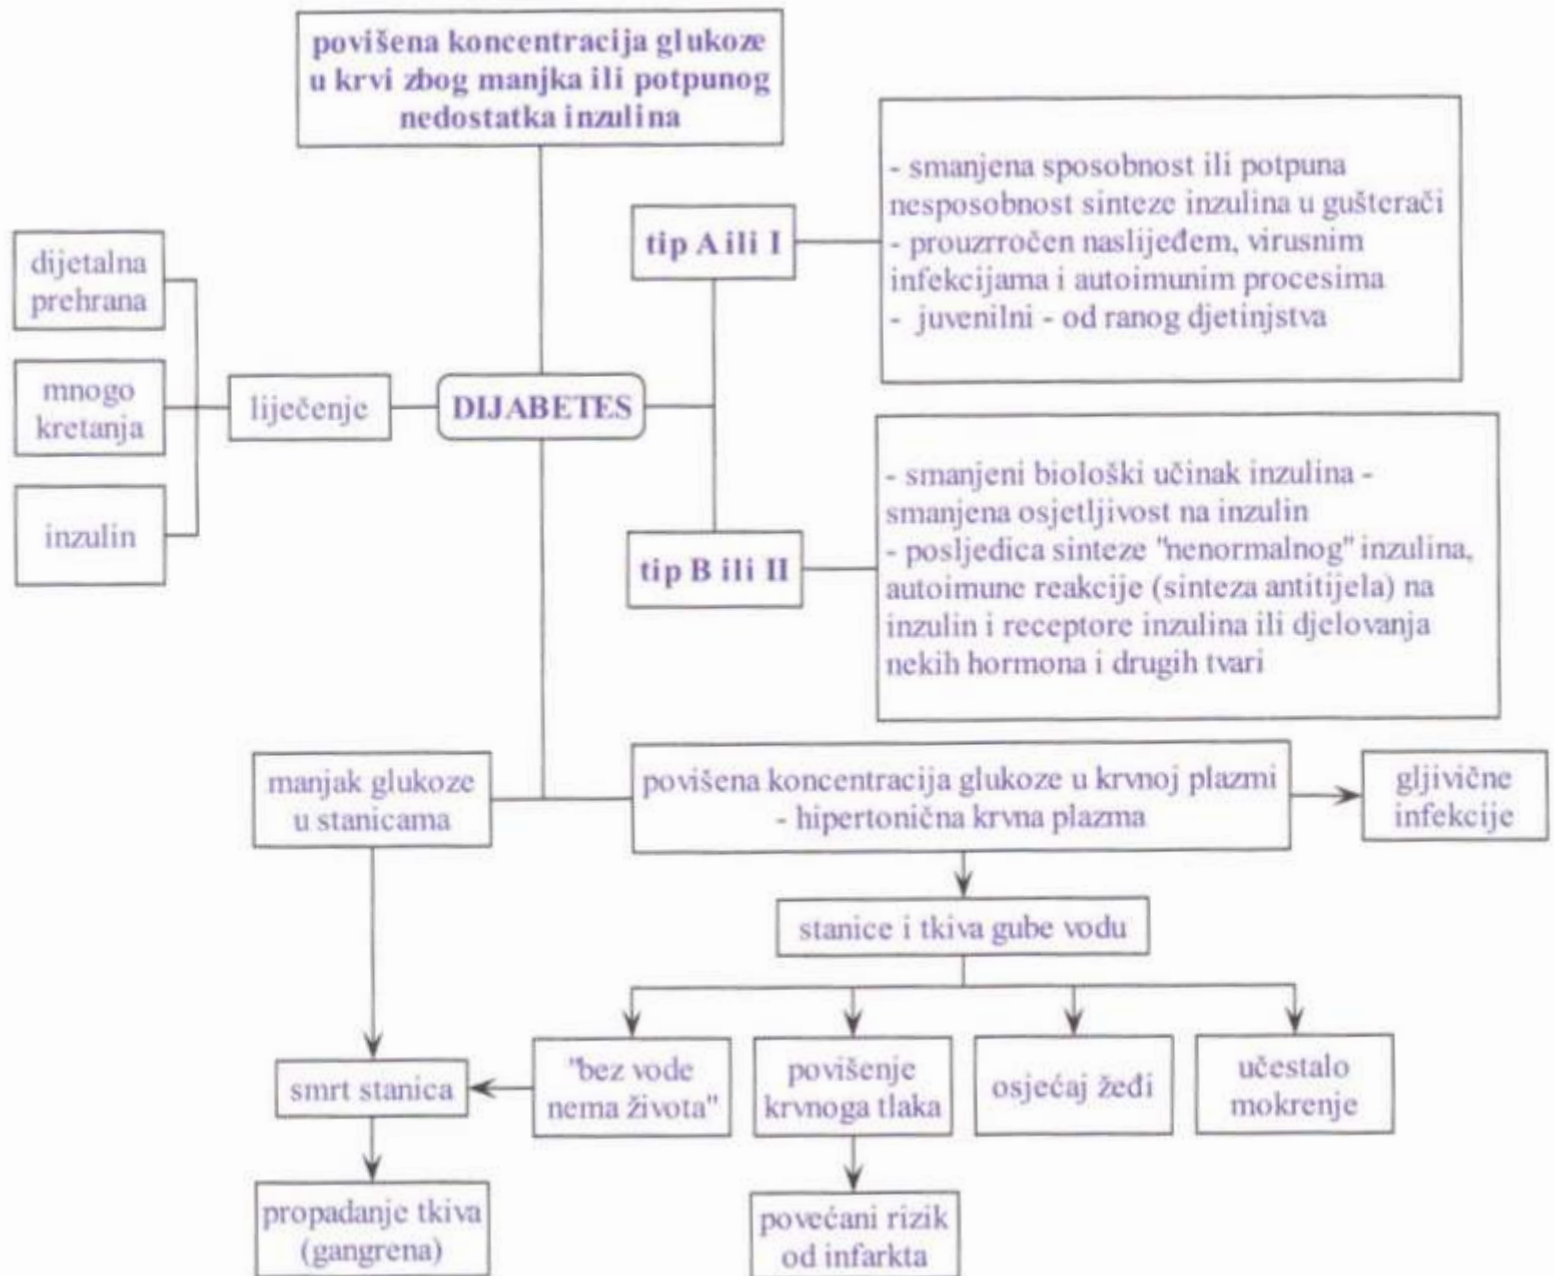 povišena koncentracija glukoze
u krvi zbog manjka ili potpunog
nedostatka inzulina
- smanjena sposobnost ili potpuna
nesposobnost sinteze inzulina u gušterači
- prouzrročen naslijeđem, virusnim
infekcijama i autoimunim procesima
- juvenilni - od ranog djetinjstva
tip A ili I
dijetalna
prehrana
mnogo
kretanja
inzulin
liječenje
DIJABETES
tip B ili II
- smanjeni biološki učinak inzulina -
smanjena osjetljivost na inzulin
- posljedica sinteze "nenormalnog" inzulina,
autoimune reakcije (sinteza antitijela) na
inzulin i receptore inzulina ili djelovanja
nekih hormona i drugih tvari
manjak glukoze
u stanicama
povišena koncentracija glukoze u krvnoj plazmi
- hipertonična krvna plazma
gljivične
infekcije
stanice i tkiva gube vodu
smrt stanica
"bez vode
nema života"
povišenje
krvnoga tlaka
osjećaj žeđi
učestalo
mokrenje
propadanje tkiva
(gangrena)
povećani rizik
od infarkta